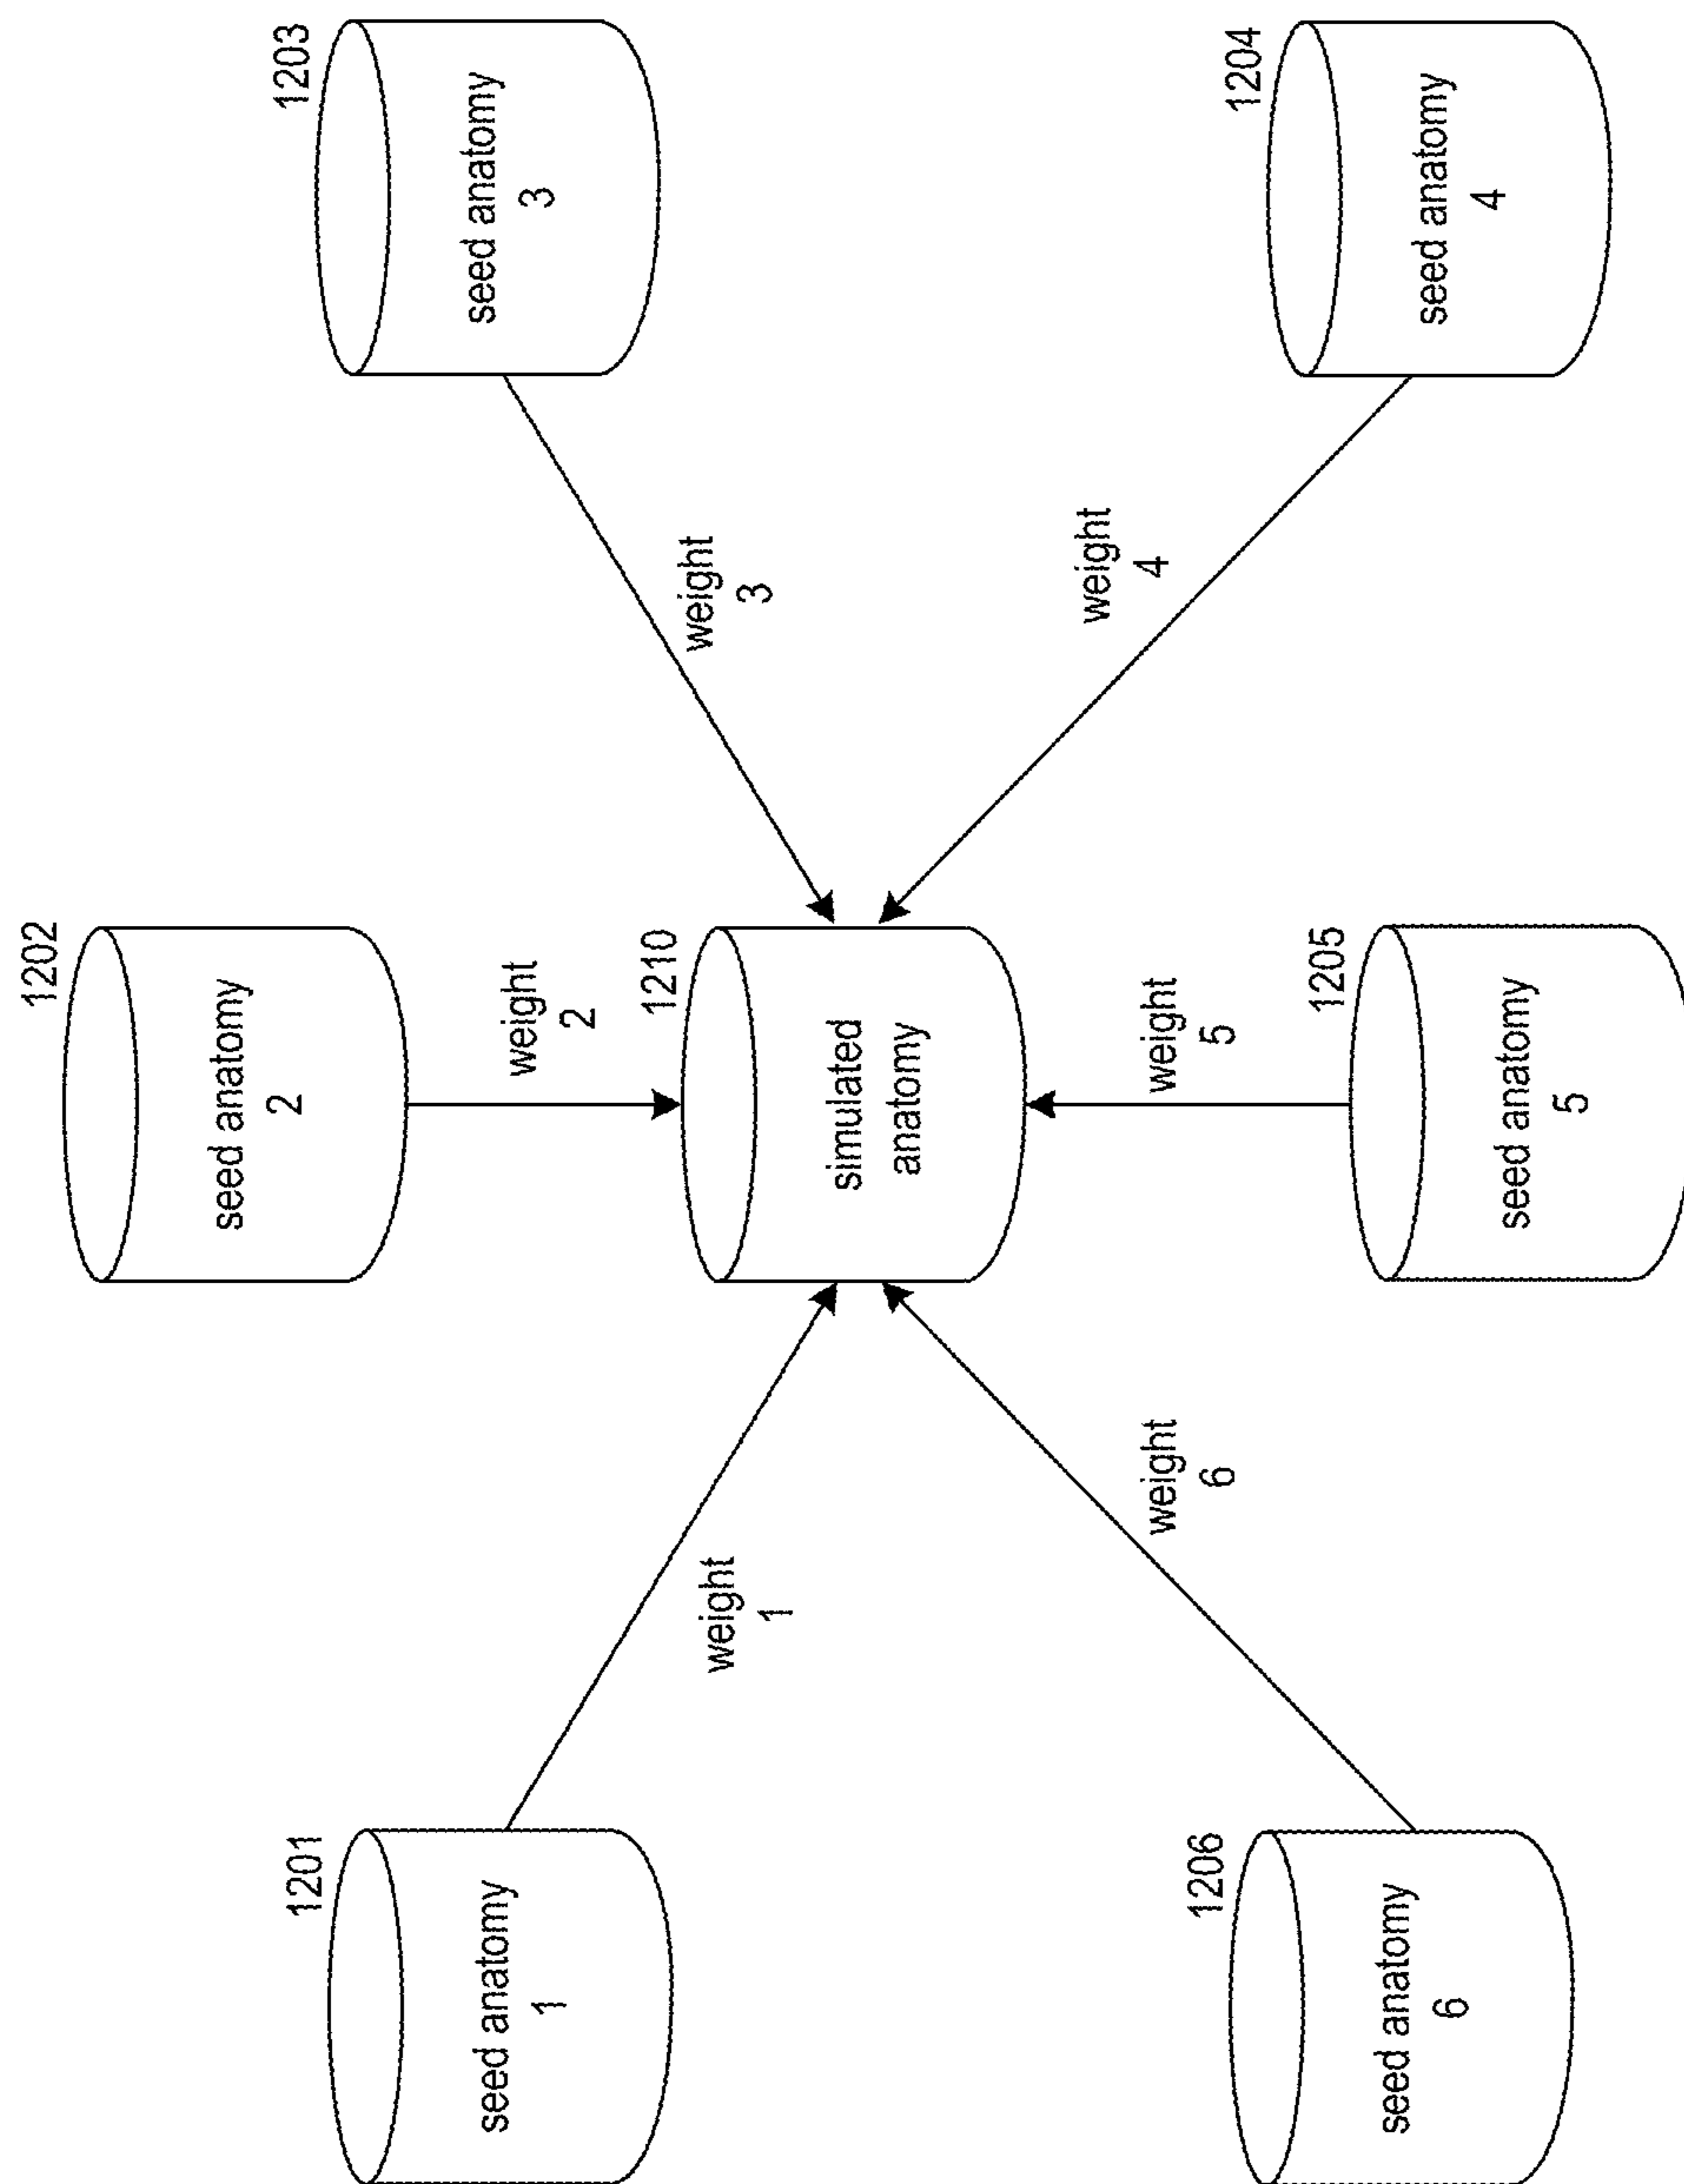 1202
seed anatomy
2
1201
seed anatomy
1
1203
seed anatomy
3
weight
2
weight
1
weight
3
1210
simulated
anatomy
weight
6
weight
5
weight
4
1206
seed anatomy
6
1205
seed anatomy
5
1204
seed anatomy
4